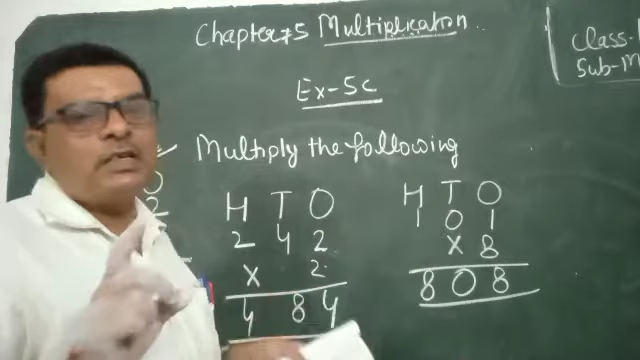 Chapter#5 Multiplication
Class-
Sub-M
Ex-5c
Multiply the following
H T O
2 4 2
x 2
4 8 4
H T O
1 0 1
x 8
8 0 8